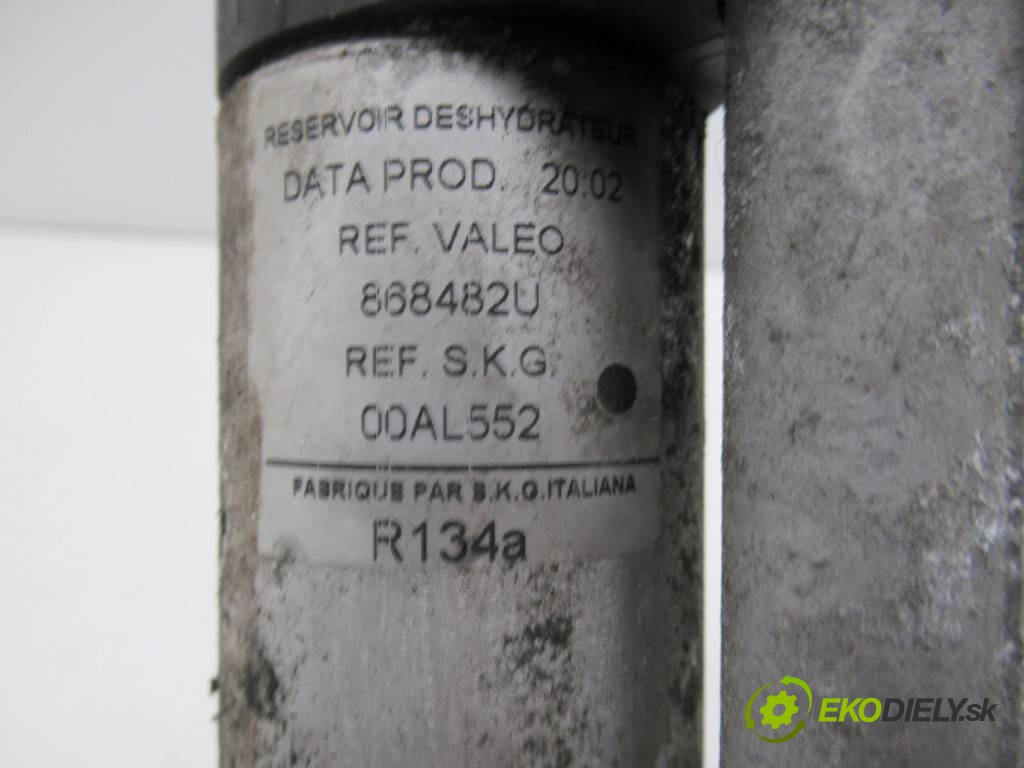 RESERVOIR DESHYDRATEUR
DATA PROD. 20:02
REF. VALEO
868482U
REF. S.K.G.
00AL552
FABRIQUE PAR S.K.G.ITALIANA
R134a
EKODIELY.sk